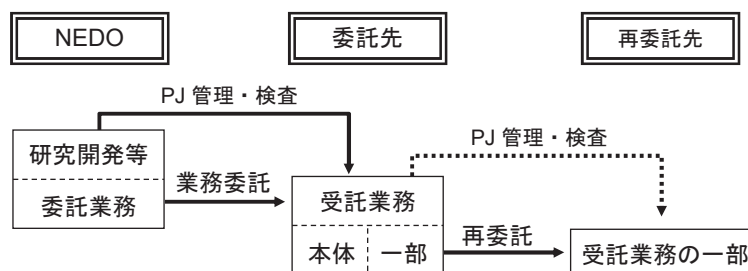 NEDO
委託先
再委託先
PJ 管理・検査
PJ 管理・検査
研究開発等
委託業務
業務委託
受託業務
本体
一部
再委託
受託業務の一部